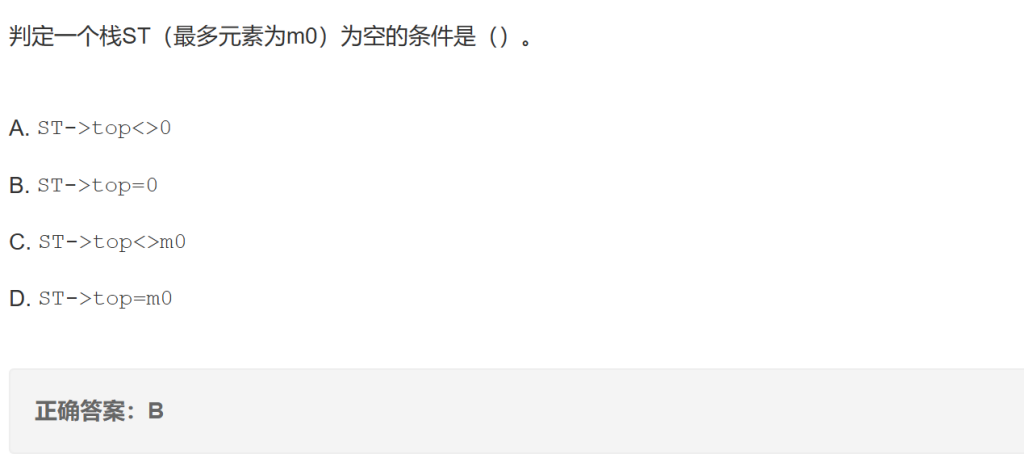 判定一个栈ST（最多元素为m0）为空的条件是（）。
A. ST->top<>0
B. ST->top=0
C. ST->top<>m0
D. ST->top=m0
正确答案：B